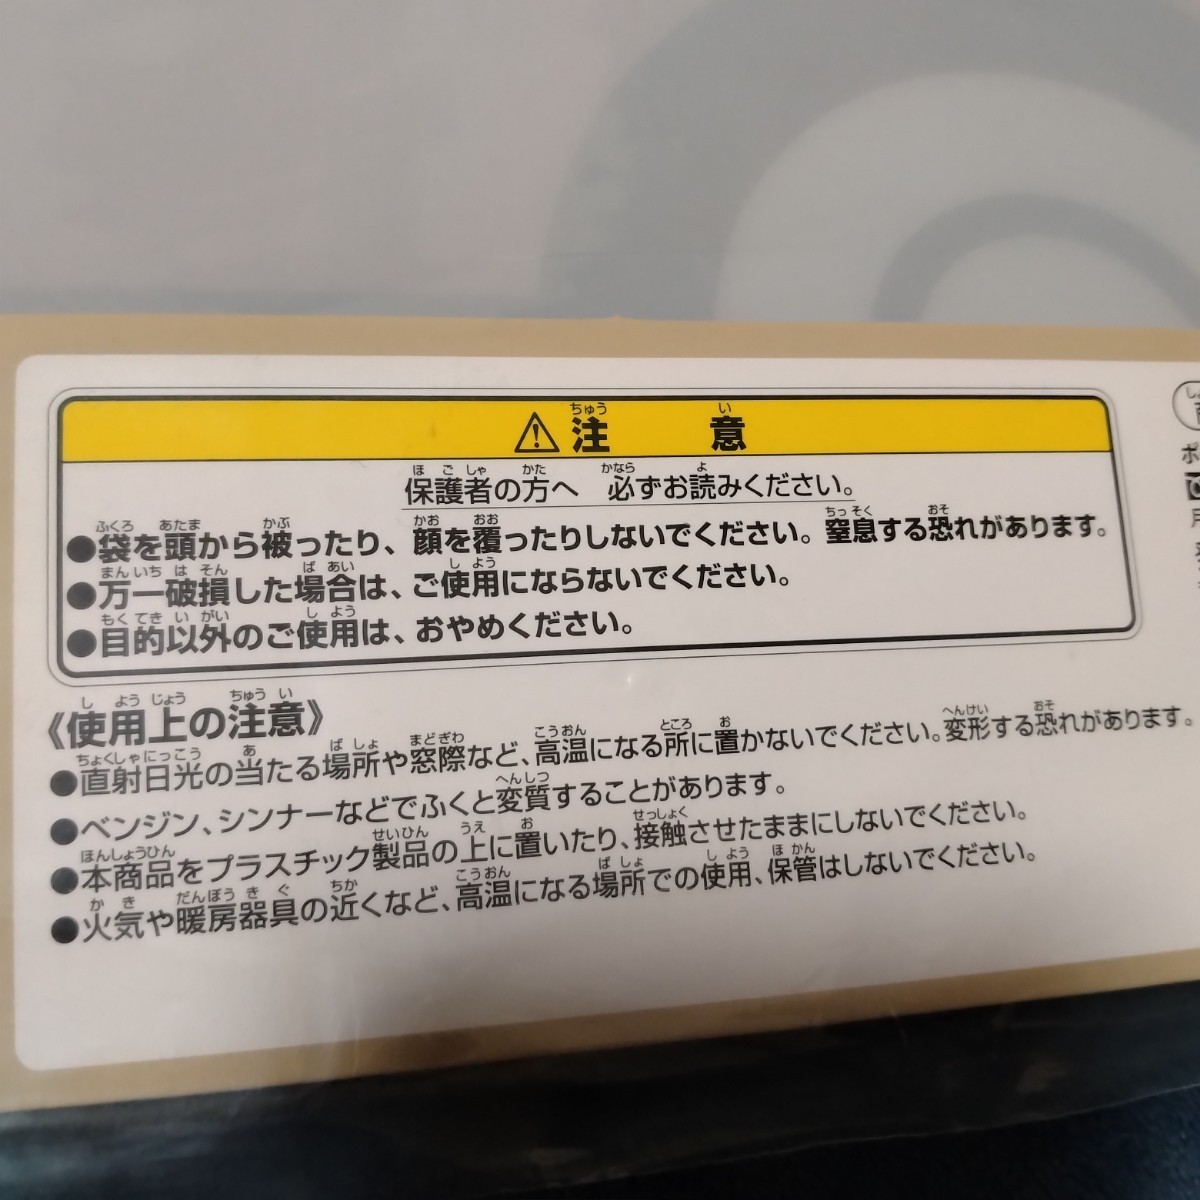 ⚠注 意
保護者の方へ 必ずお読みください。
●袋を頭から被ったり、顔を覆ったりしないでください。窒息する恐れがあります。
●万一破損した場合は、ご使用にならないでください。
●目的以外のご使用は、おやめください。
《使用上の注意》
●直射日光の当たる場所や窓際など、高温になる所に置かないでください。変形する恐れがあります。
●ベンジン、シンナーなどでふくと変質することがあります。
●本商品をプラスチック製品の上に置いたり、接触させたままにしないでください。
●火気や暖房器具の近くなど、高温になる場所での使用、保管はしないでください。